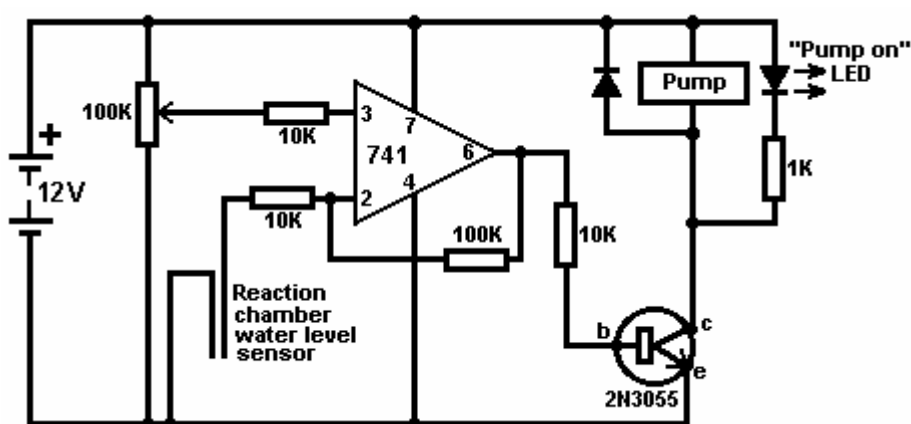 "Pump on"
LED
Pump
100K
10K
3
7
741
6
+
12V
4
2
10K
1K
100K
10K
Reaction
chamber
water level
sensor
b
c
e
2N3055